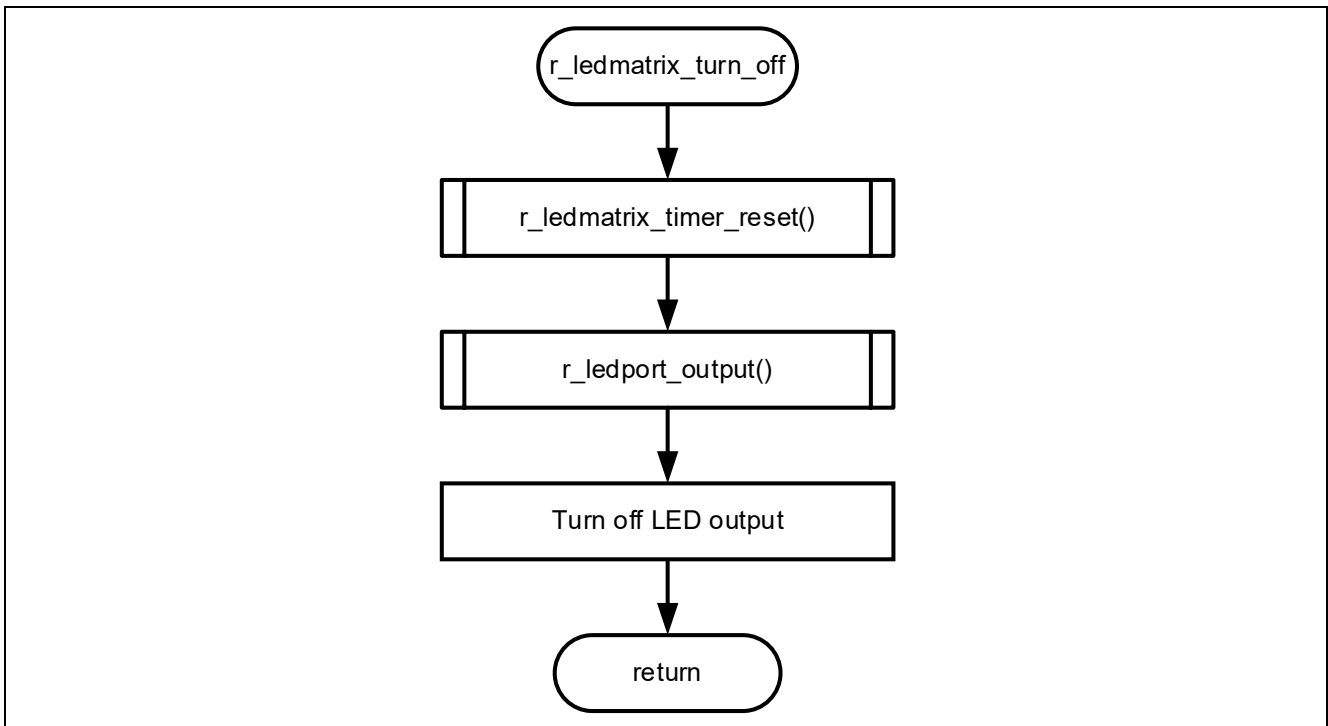 r_ledmatrix_turn_off
r_ledmatrix_timer_reset()
r_ledport_output()
Turn off LED output
return